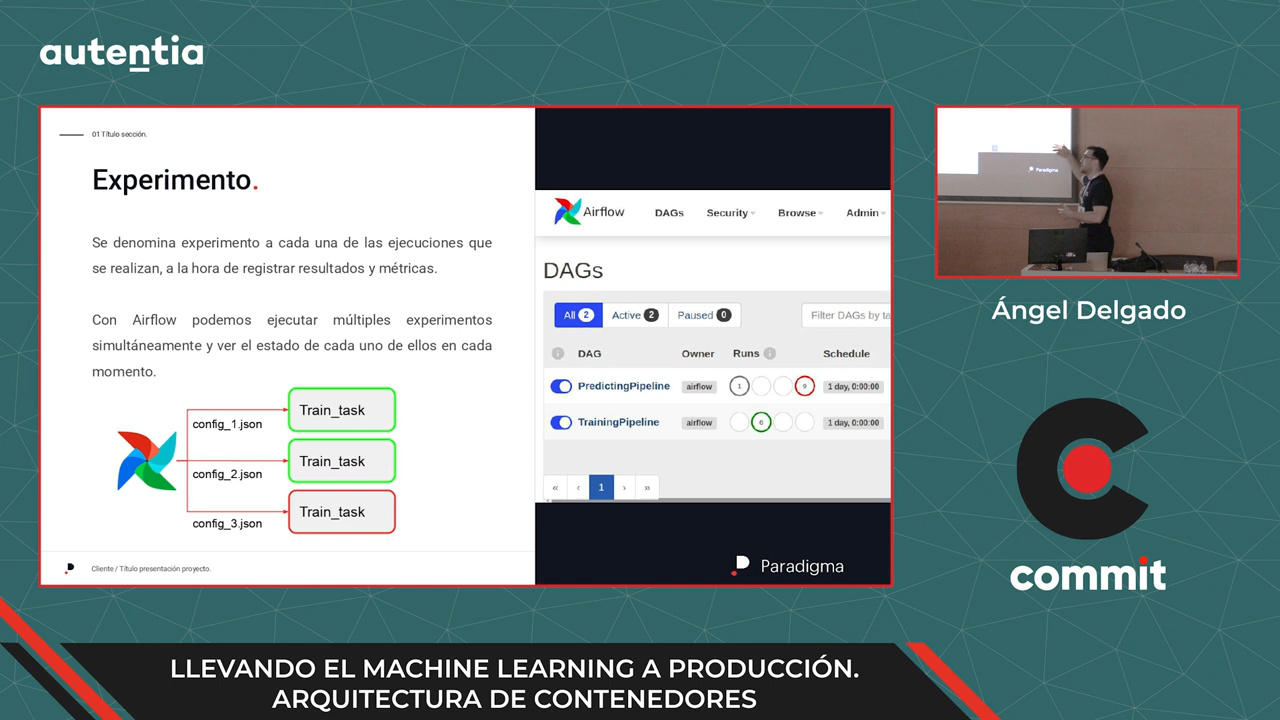 autentia
01 Título sección.
Experimento.
Se denomina experimento a cada una de las ejecuciones que
se realizan, a la hora de registrar resultados y métricas.
Con Airflow podemos ejecutar múltiples experimentos
simultáneamente y ver el estado de cada uno de ellos en cada
momento.
config_1.json
Train_task
config_2.json
Train_task
config_3.json
Train_task
Cliente / Título presentación proyecto.
Airflow
DAGs Security Browse Admin
DAGs
All 2 Active 2 Paused 0 Filter DAGs by ta
DAG Owner Runs Schedule
PredictingPipeline airflow 1 9 1 day, 0:00:00
TrainingPipeline airflow 6 1 day, 0:00:00
« ‹ 1 › »
Paradigma
Paradigma
Ángel Delgado
commit
LLEVANDO EL MACHINE LEARNING A PRODUCCIÓN.
ARQUITECTURA DE CONTENEDORES